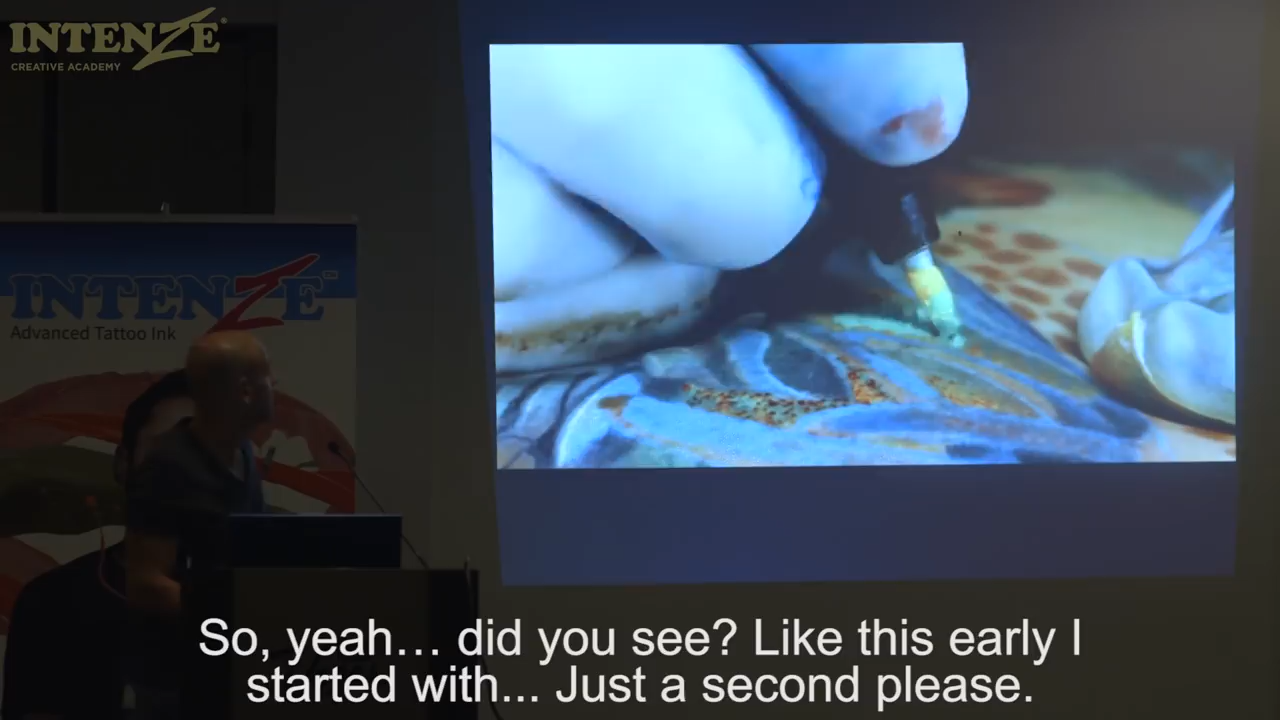 INTENZE
CREATIVE ACADEMY
INTENZE™
Advanced Tattoo Ink
So, yeah… did you see? Like this early I
started with... Just a second please.